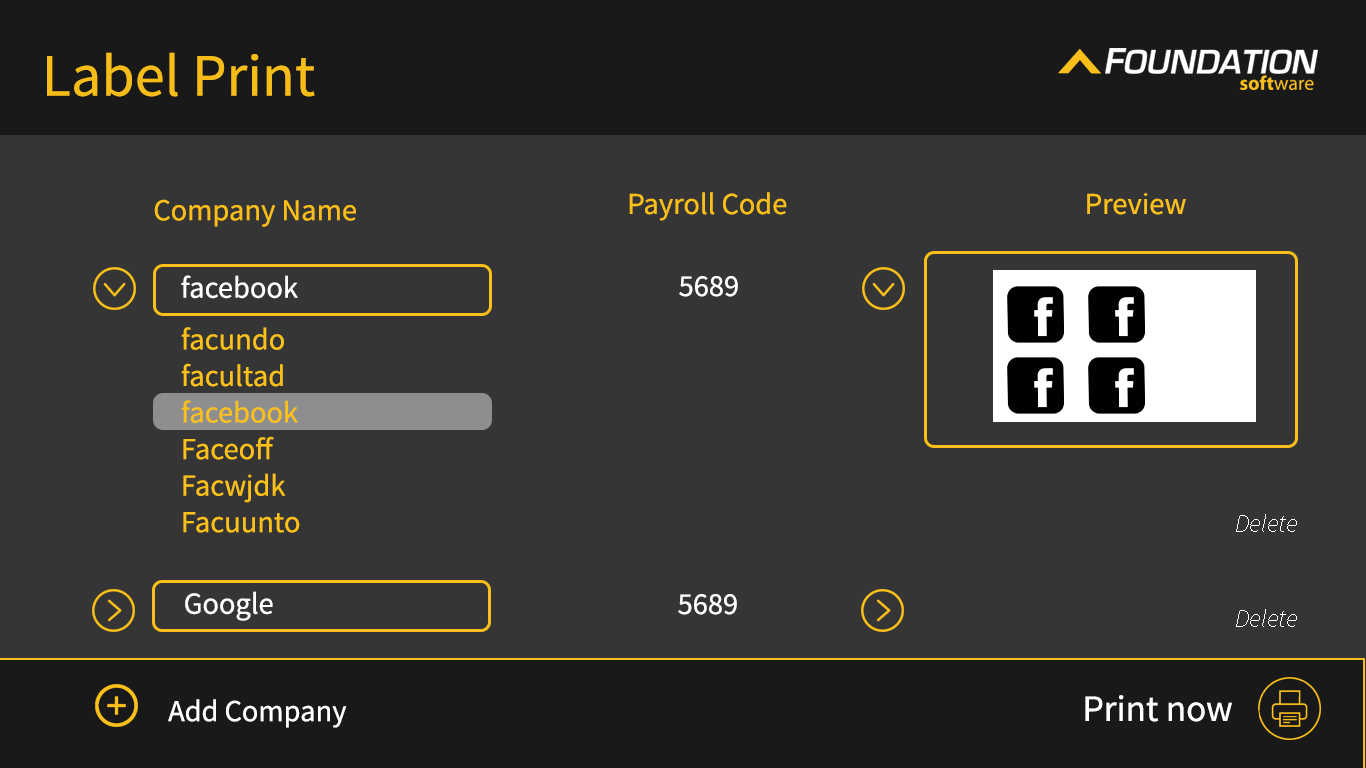 Label Print
FOUNDATION
software
Company Name
Payroll Code
Preview
facebook
5689
f f
f f
facundo
facultad
facebook
Faceoff
Facwjdk
Facuunto
Delete
Google
5689
Delete
Add Company
Print now